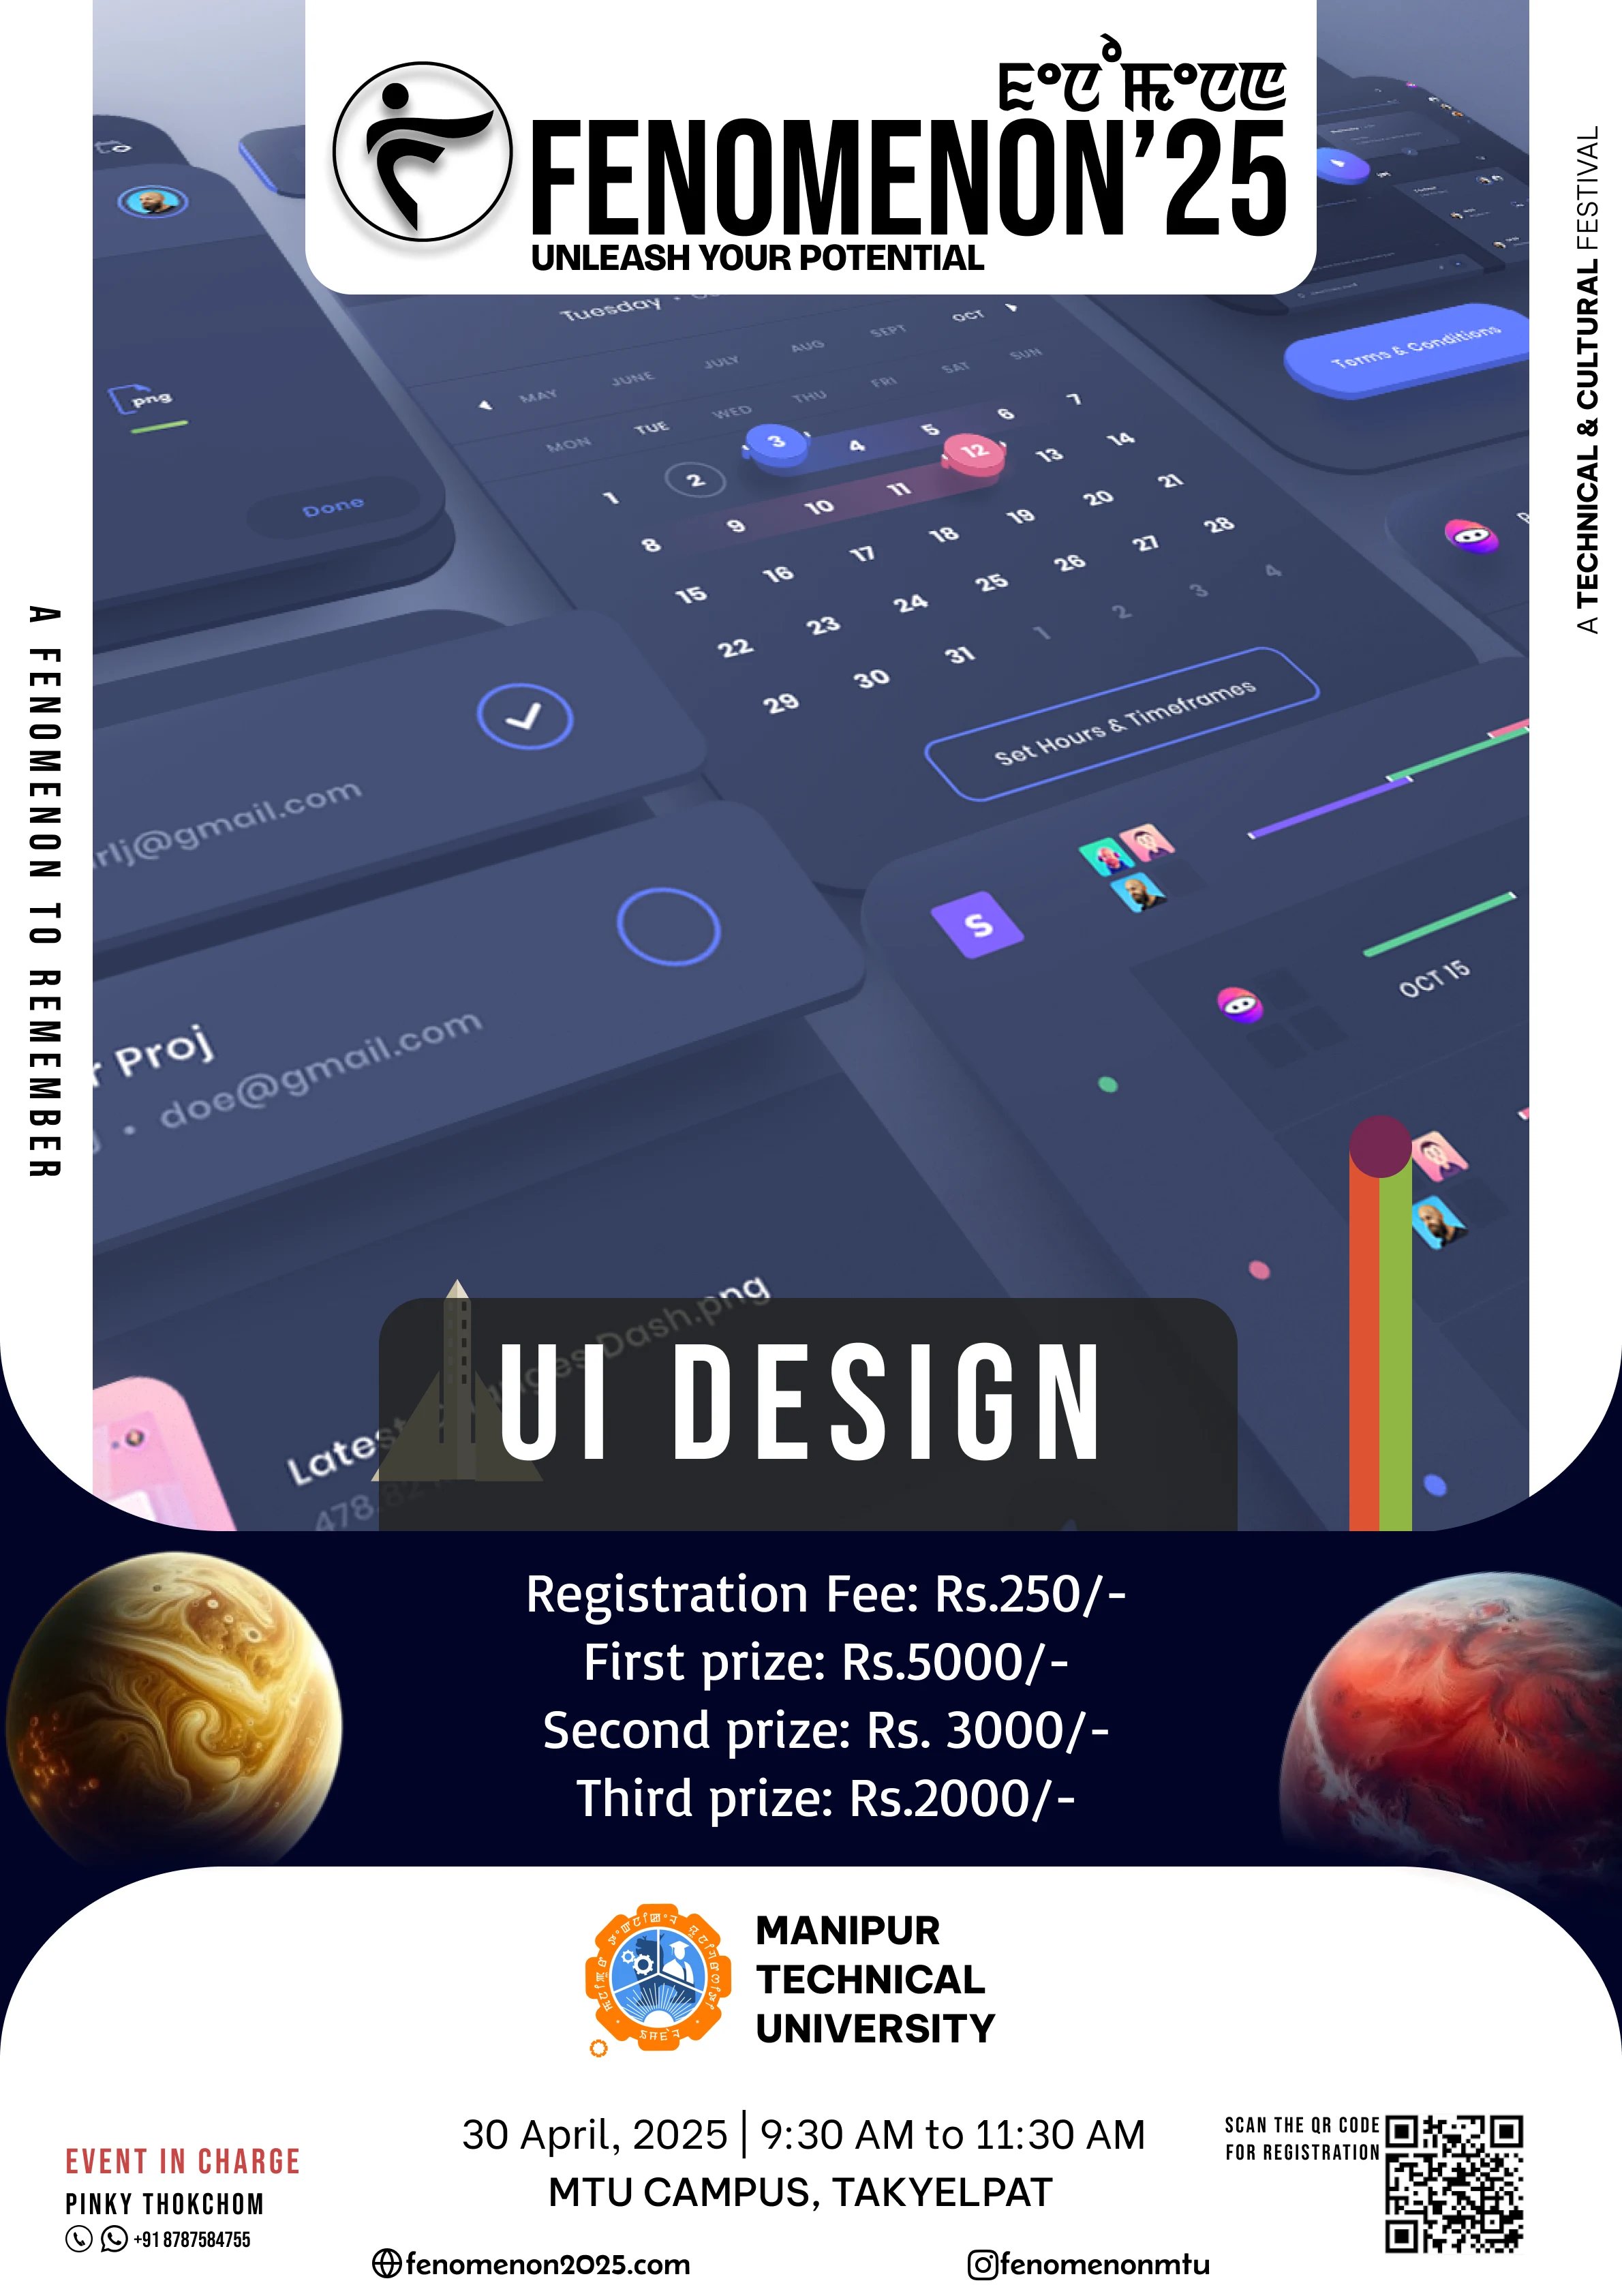 FENOMENON'25
UNLEASH YOUR POTENTIAL
A TECHNICAL & CULTURAL FESTIVAL
A FENOMENON TO REMEMBER
png
Done
Tuesday
MAY JUNE JULY AUG SEPT OCT
MON TUE WED THU FRI SAT SUN
1 2 3 4 5 6 7
8 9 10 11 12 13 14
15 16 17 18 19 20 21
22 23 24 25 26 27 28
29 30 31 1 2 3 4
Set Hours & Timeframes
Terms & Conditions
rlj@gmail.com
r Proj
• doe@gmail.com
S
OCT 15
Dash.png
478.82
UI DESIGN
Registration Fee: Rs.250/-
First prize: Rs.5000/-
Second prize: Rs. 3000/-
Third prize: Rs.2000/-
MANIPUR
TECHNICAL
UNIVERSITY
30 April, 2025 | 9:30 AM to 11:30 AM
MTU CAMPUS, TAKYELPAT
EVENT IN CHARGE
PINKY THOKCHOM
+91 8787584755
SCAN THE QR CODE
FOR REGISTRATION
fenomenon2025.com
fenomenonmtu